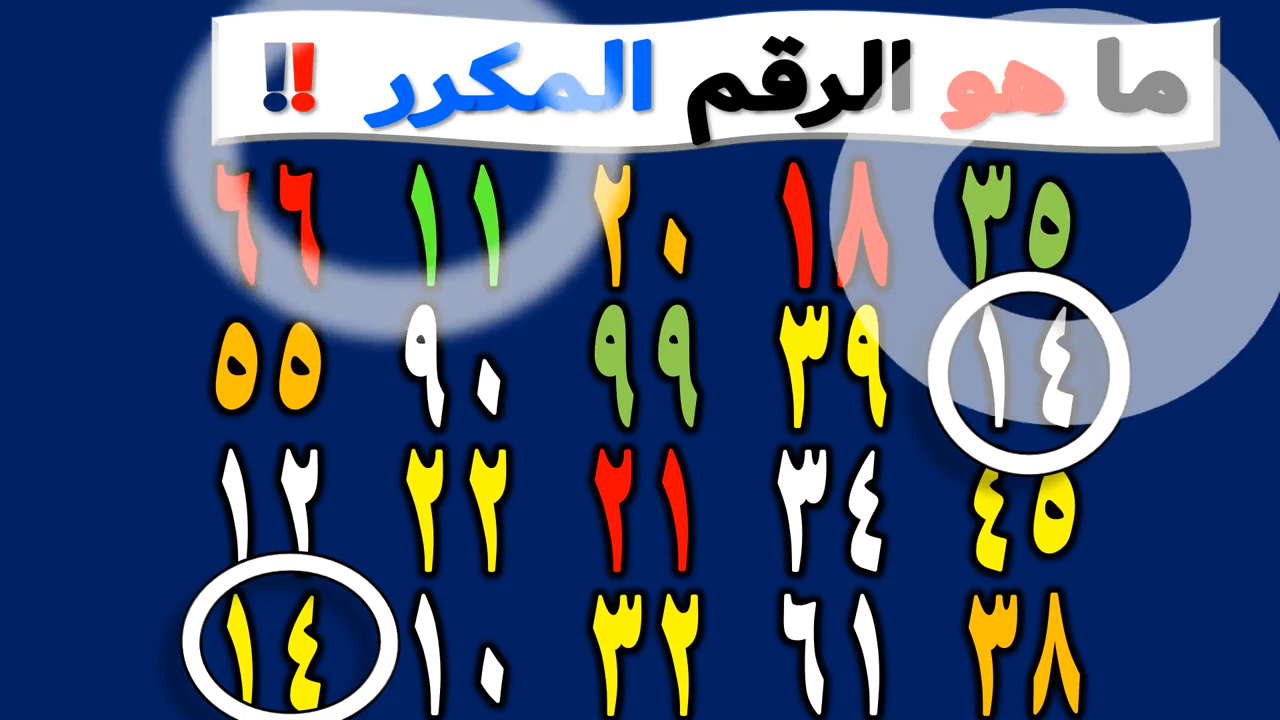 ما هو الرقم المكرر !!
٦٦ ١١ ٢٠ ١٨ ٣٥
٥٥ ٩٠ ٩٩ ٣٩ ١٤
١٢ ٢٢ ٢١ ٣٤ ٤٥
١٤ ١٠ ٣٢ ٦١ ٣٨